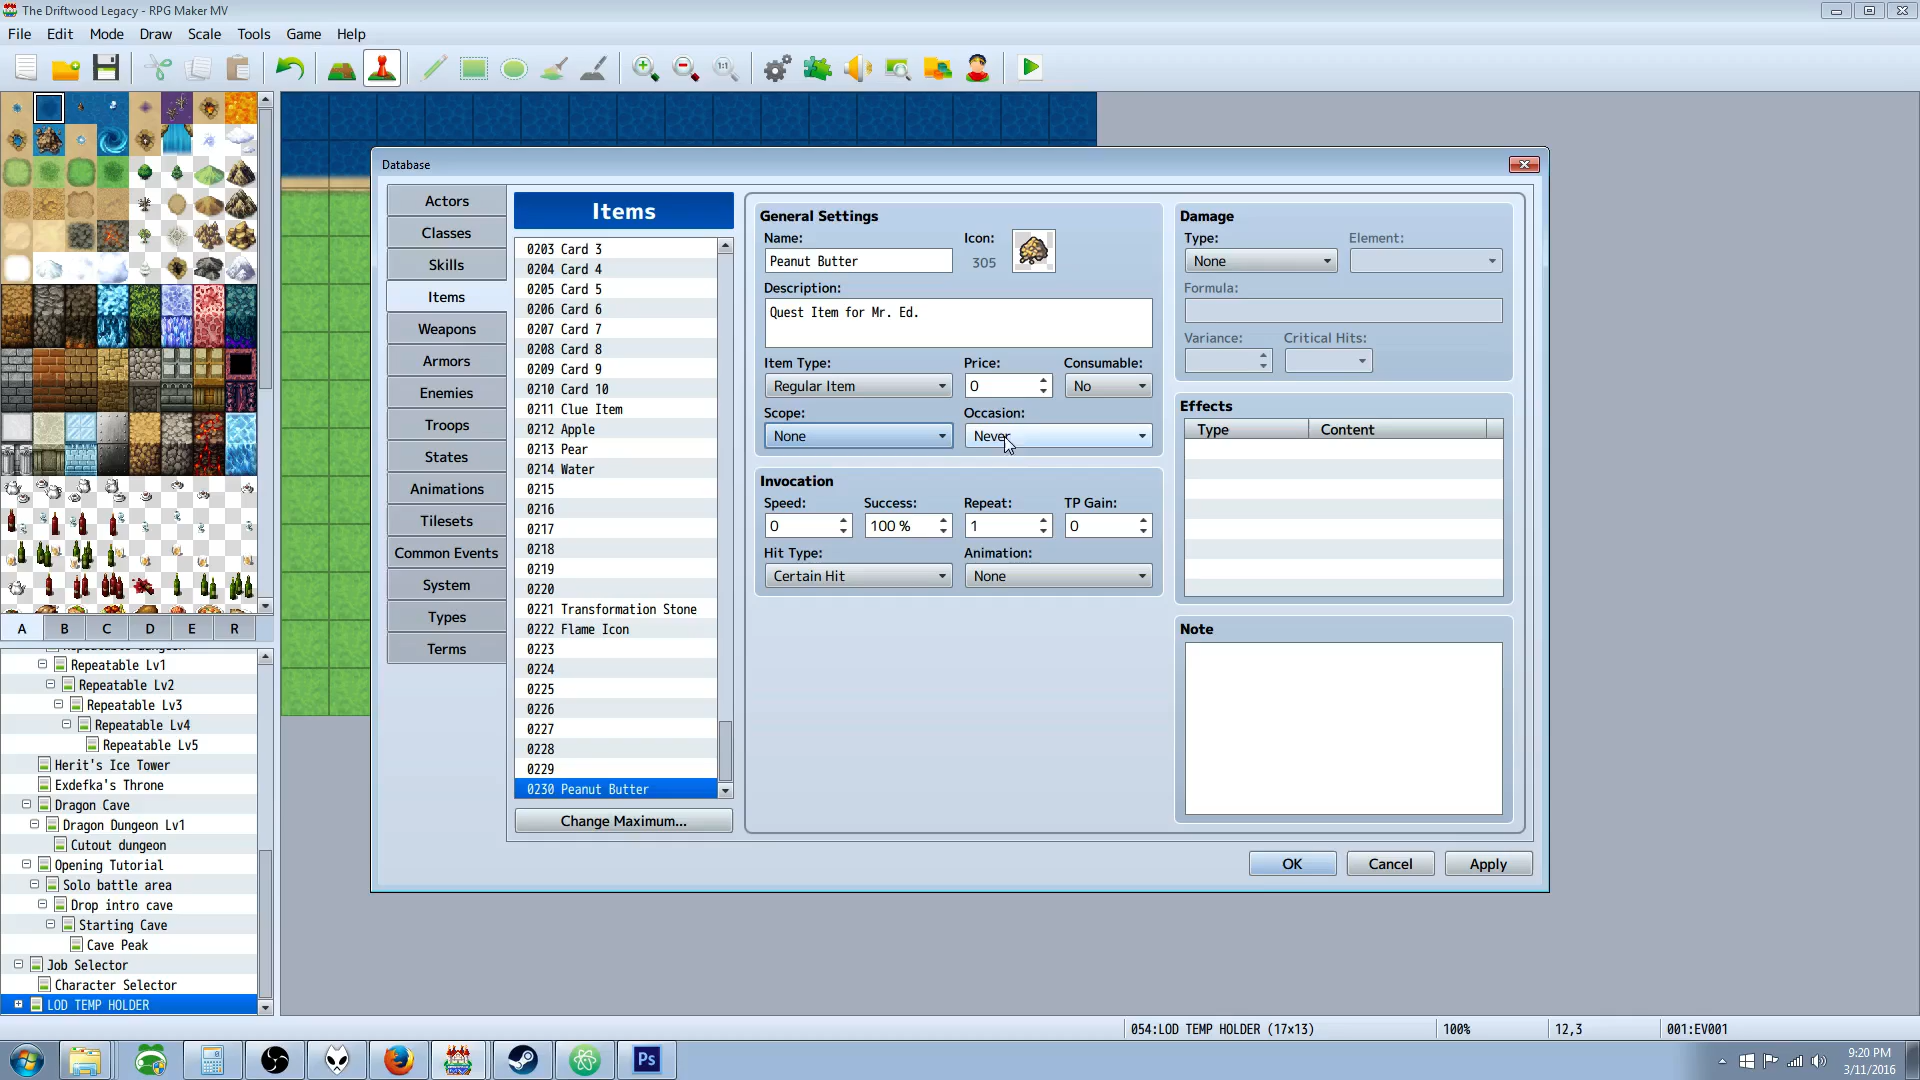 The Driftwood Legacy - RPG Maker MV
File Edit Mode Draw Scale Tools Game Help
1:1
Database
Actors
Classes
Skills
Items
Weapons
Armors
Enemies
Troops
States
Animations
Tilesets
Common Events
System
Types
Terms
Items
0203 Card 3
0204 Card 4
0205 Card 5
0206 Card 6
0207 Card 7
0208 Card 8
0209 Card 9
0210 Card 10
0211 Clue Item
0212 Apple
0213 Pear
0214 Water
0215
0216
0217
0218
0219
0220
0221 Transformation Stone
0222 Flame Icon
0223
0224
0225
0226
0227
0228
0229
0230 Peanut Butter
Change Maximum...
General Settings
Name: Icon:
Peanut Butter 305
Description:
Quest Item for Mr. Ed.
Item Type: Price: Consumable:
Regular Item 0 No
Scope: Occasion:
None Never
Invocation
Speed: Success: Repeat: TP Gain:
0 100 % 1 0
Hit Type: Animation:
Certain Hit None
Damage
Type: Element:
None
Formula:
Variance: Critical Hits:
Effects
Type Content
Note
OK Cancel Apply
A B C D E R
Repeatable Lv1
Repeatable Lv2
Repeatable Lv3
Repeatable Lv4
Repeatable Lv5
Herit's Ice Tower
Exdefka's Throne
Dragon Cave
Dragon Dungeon Lv1
Cutout dungeon
Opening Tutorial
Solo battle area
Drop intro cave
Starting Cave
Cave Peak
Job Selector
Character Selector
LOD TEMP HOLDER
054:LOD TEMP HOLDER (17x13) 100% 12,3 001:EV001
Ps
9:20 PM
3/11/2016